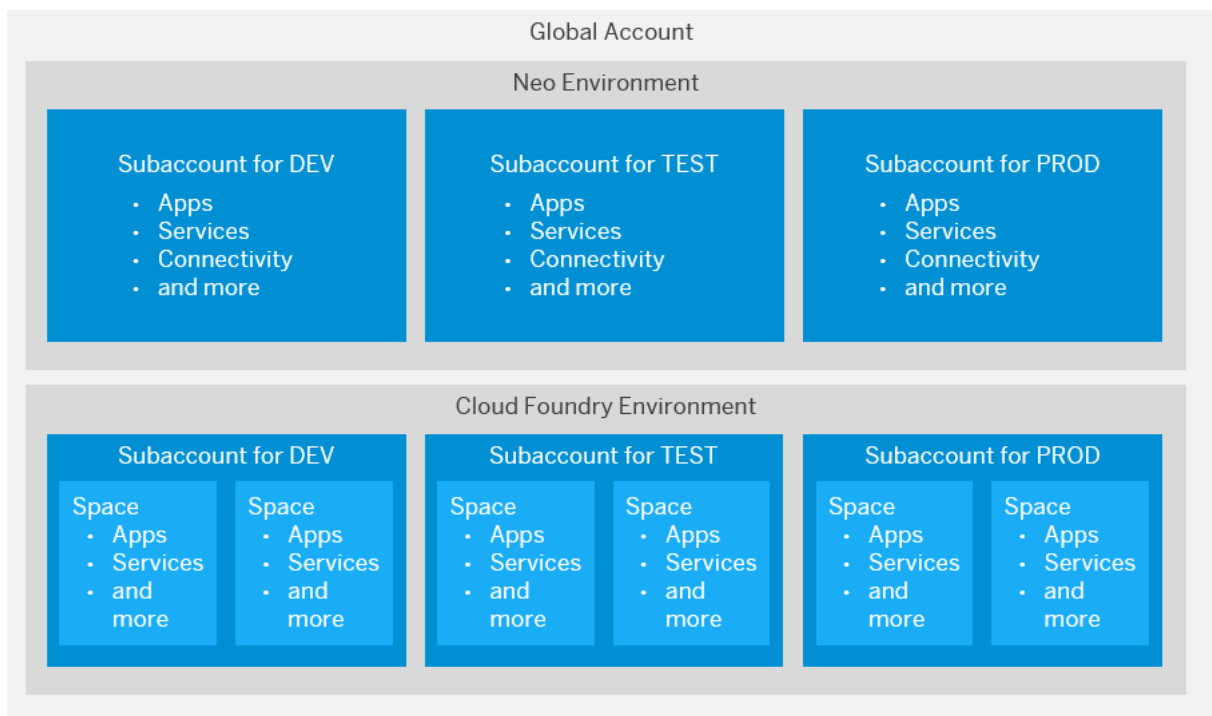 Global Account
Neo Environment
Subaccount for DEV
• Apps
• Services
• Connectivity
• and more
Subaccount for TEST
• Apps
• Services
• Connectivity
• and more
Subaccount for PROD
• Apps
• Services
• Connectivity
• and more
Cloud Foundry Environment
Subaccount for DEV
Space
• Apps
• Services
• and
more
Space
• Apps
• Services
• and
more
Subaccount for TEST
Space
• Apps
• Services
• and
more
Space
• Apps
• Services
• and
more
Subaccount for PROD
Space
• Apps
• Services
• and
more
Space
• Apps
• Services
• and
more